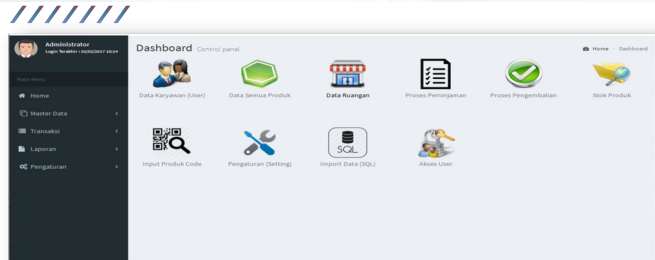 Administrator
Login Terakhir : 02/02/2017 10:14
Main Menu
Home
Master Data
Transaksi
Laporan
Pengaturan
Dashboard Control panel
Home > Dashboard
Data Karyawan (User) Data Semua Produk Data Ruangan Proses Peminjaman Proses Pengembalian Stok Produk
SQL
Input Produk Code Pengaturan (Setting) Import Data (SQL) Akses User